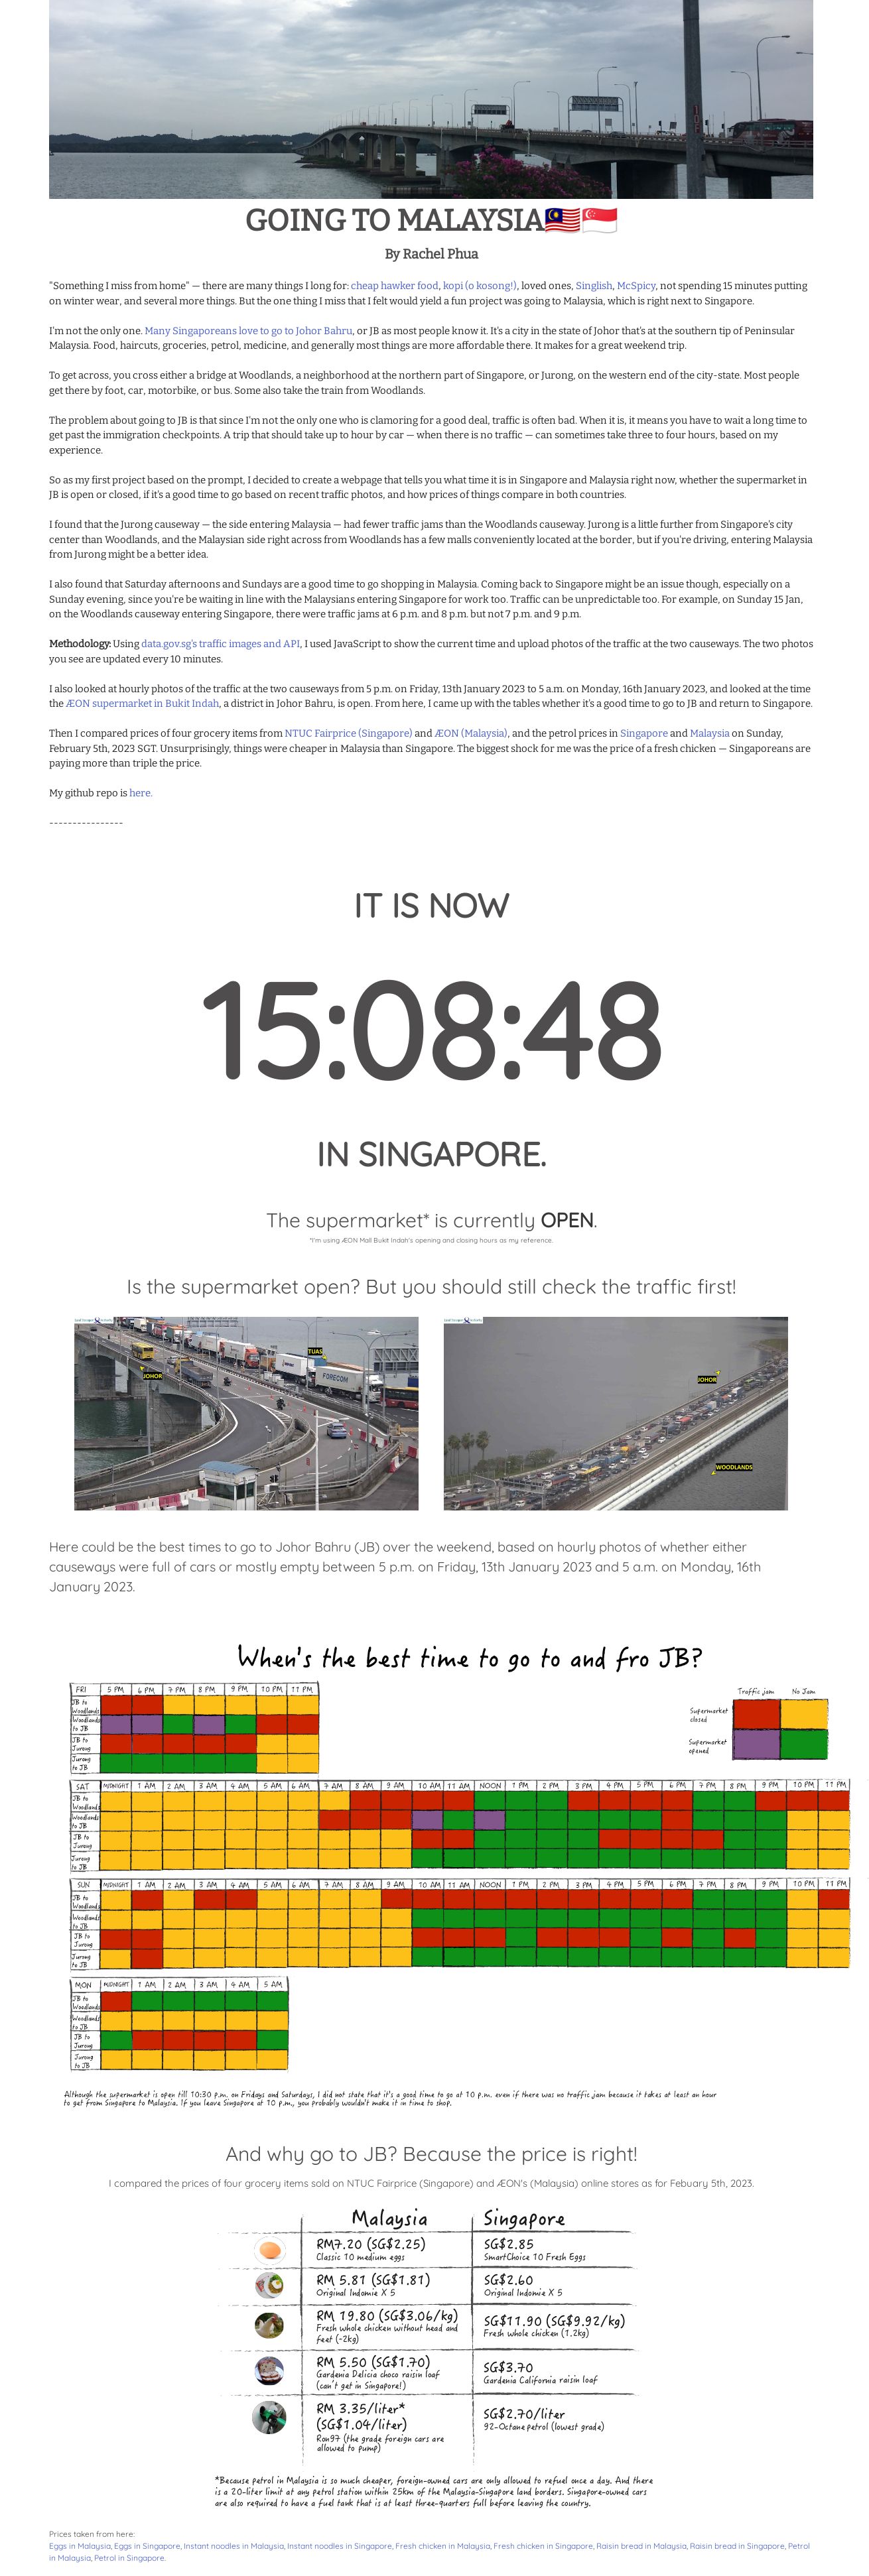 GOING TO MALAYSIA🇲🇾🇸🇬
By Rachel Phua
"Something I miss from home" — there are many things I long for: cheap hawker food, kopi (o kosong!), loved ones, Singlish, McSpicy, not spending 15 minutes putting
on winter wear, and several more things. But the one thing I miss that I felt would yield a fun project was going to Malaysia, which is right next to Singapore.
I'm not the only one. Many Singaporeans love to go to Johor Bahru, or JB as most people know it. It's a city in the state of Johor that's at the southern tip of Peninsular
Malaysia. Food, haircuts, groceries, petrol, medicine, and generally most things are more affordable there. It makes for a great weekend trip.
To get across, you cross either a bridge at Woodlands, a neighborhood at the northern part of Singapore, or Jurong, on the western end of the city-state. Most people
get there by foot, car, motorbike, or bus. Some also take the train from Woodlands.
The problem about going to JB is that since I'm not the only one who is clamoring for a good deal, traffic is often bad. When it is, it means you have to wait a long time to
get past the immigration checkpoints. A trip that should take up to hour by car — when there is no traffic — can sometimes take three to four hours, based on my
experience.
So as my first project based on the prompt, I decided to create a webpage that tells you what time it is in Singapore and Malaysia right now, whether the supermarket in
JB is open or closed, if it's a good time to go based on recent traffic photos, and how prices of things compare in both countries.
I found that the Jurong causeway — the side entering Malaysia — had fewer traffic jams than the Woodlands causeway. Jurong is a little further from Singapore's city
center than Woodlands, and the Malaysian side right across from Woodlands has a few malls conveniently located at the border, but if you're driving, entering Malaysia
from Jurong might be a better idea.
I also found that Saturday afternoons and Sundays are a good time to go shopping in Malaysia. Coming back to Singapore might be an issue though, especially on a
Sunday evening, since you're be waiting in line with the Malaysians entering Singapore for work too. Traffic can be unpredictable too. For example, on Sunday 15 Jan,
on the Woodlands causeway entering Singapore, there were traffic jams at 6 p.m. and 8 p.m. but not 7 p.m. and 9 p.m.
Methodology: Using data.gov.sg's traffic images and API, I used JavaScript to show the current time and upload photos of the traffic at the two causeways. The two photos
you see are updated every 10 minutes.
I also looked at hourly photos of the traffic at the two causeways from 5 p.m. on Friday, 13th January 2023 to 5 a.m. on Monday, 16th January 2023, and looked at the time
the ÆON supermarket in Bukit Indah, a district in Johor Bahru, is open. From here, I came up with the tables whether it's a good time to go to JB and return to Singapore.
Then I compared prices of four grocery items from NTUC Fairprice (Singapore) and ÆON (Malaysia), and the petrol prices in Singapore and Malaysia on Sunday,
February 5th, 2023 SGT. Unsurprisingly, things were cheaper in Malaysia than Singapore. The biggest shock for me was the price of a fresh chicken — Singaporeans are
paying more than triple the price.
My github repo is here.
----------------
IT IS NOW
15:08:48
IN SINGAPORE.
The supermarket* is currently OPEN.
*I'm using ÆON Mall Bukit Indah's opening and closing hours as my reference.
Is the supermarket open? But you should still check the traffic first!
TUAS
JOHOR
FORECOM
JOHOR
WOODLANDS
Here could be the best times to go to Johor Bahru (JB) over the weekend, based on hourly photos of whether either
causeways were full of cars or mostly empty between 5 p.m. on Friday, 13th January 2023 and 5 a.m. on Monday, 16th
January 2023.
When's the best time to go to and fro JB?
Traffic jam No Jam
Supermarket closed
Supermarket opened
FRI 5 PM 6 PM 7 PM 8 PM 9 PM 10 PM 11 PM
JB to Woodlands
Woodlands to JB
JB to Jurong
Jurong to JB
SAT MIDNIGHT 1 AM 2 AM 3 AM 4 AM 5 AM 6 AM 7 AM 8 AM 9 AM 10 AM 11 AM NOON 1 PM 2 PM 3 PM 4 PM 5 PM 6 PM 7 PM 8 PM 9 PM 10 PM 11 PM
JB to Woodlands
Woodlands to JB
JB to Jurong
Jurong to JB
SUN MIDNIGHT 1 AM 2 AM 3 AM 4 AM 5 AM 6 AM 7 AM 8 AM 9 AM 10 AM 11 AM NOON 1 PM 2 PM 3 PM 4 PM 5 PM 6 PM 7 PM 8 PM 9 PM 10 PM 11 PM
JB to Woodlands
Woodlands to JB
JB to Jurong
Jurong to JB
MON MIDNIGHT 1 AM 2 AM 3 AM 4 AM 5 AM
JB to Woodlands
Woodlands to JB
JB to Jurong
Jurong to JB
Although the supermarket is open till 10:30 p.m. on Fridays and Saturdays, I did not state that it's a good time to go at 10 p.m. even if there was no traffic jam because it takes at least an hour
to get from Singapore to Malaysia. If you leave Singapore at 10 p.m., you probably wouldn't make it in time to shop.
And why go to JB? Because the price is right!
I compared the prices of four grocery items sold on NTUC Fairprice (Singapore) and ÆON's (Malaysia) online stores as for Febuary 5th, 2023.
Malaysia Singapore
RM7.20 (SG$2.25)
Classic 10 medium eggs
SG$2.85
SmartChoice 10 Fresh Eggs
RM 5.81 (SG$1.81)
Original Indomie X 5
SG$2.60
Original Indomie X 5
RM 19.80 (SG$3.06/kg)
Fresh whole chicken without head and
feet (~2kg)
SG$11.90 (SG$9.92/kg)
Fresh whole chicken (1.2kg)
RM 5.50 (SG$1.70)
Gardenia Delicia choco raisin loaf
(can't get in Singapore!)
SG$3.70
Gardenia California raisin loaf
RM 3.35/liter*
(SG$1.04/liter)
Ron97 (the grade foreign cars are
allowed to pump)
SG$2.70/liter
92-Octane petrol (lowest grade)
*Because petrol in Malaysia is so much cheaper, foreign-owned cars are only allowed to refuel once a day. And there
is a 20-liter limit at any petrol station within 25km of the Malaysia-Singapore land borders. Singapore-owned cars
are also required to have a fuel tank that is at least three-quarters full before leaving the country.
Prices taken from here:
Eggs in Malaysia, Eggs in Singapore, Instant noodles in Malaysia, Instant noodles in Singapore, Fresh chicken in Malaysia, Fresh chicken in Singapore, Raisin bread in Malaysia, Raisin bread in Singapore, Petrol
in Malaysia, Petrol in Singapore.